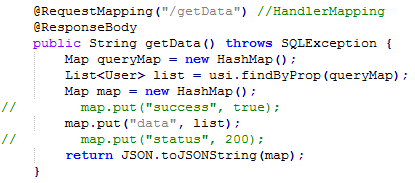 @RequestMapping("/getData") //HandlerMapping
@ResponseBody
public String getData() throws SQLException {
Map queryMap = new HashMap();
List<User> list = usi.findByProp(queryMap);
Map map = new HashMap();
// map.put("success", true);
map.put("data", list);
// map.put("status", 200);
return JSON.toJSONString(map);
}